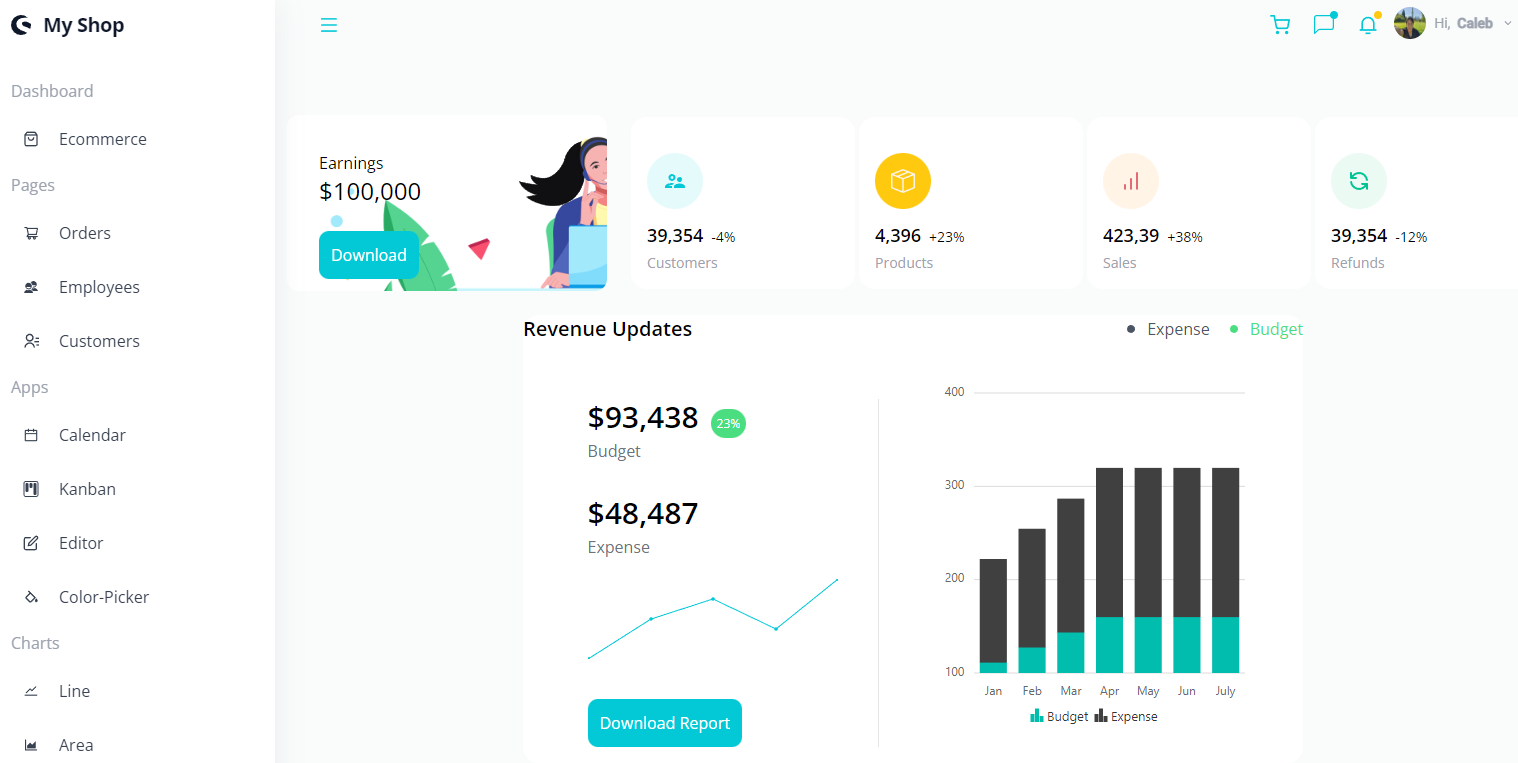 My Shop
Hi, Caleb
Dashboard
Ecommerce
Pages
Orders
Employees
Customers
Apps
Calendar
Kanban
Editor
Color-Picker
Charts
Line
Area
Earnings
$100,000
Download
39,354 -4%
Customers
4,396 +23%
Products
423,39 +38%
Sales
39,354 -12%
Refunds
Revenue Updates
Expense Budget
$93,438 23%
Budget
$48,487
Expense
Download Report
400
300
200
100
Jan Feb Mar Apr May Jun July
Budget Expense